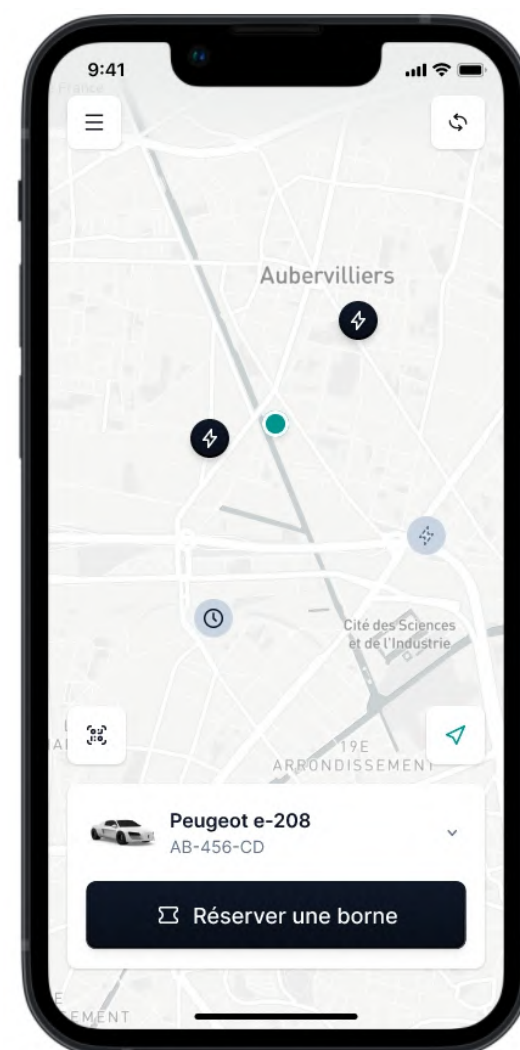 9:41
France
Aubervilliers
Cité des Sciences
et de l'Industrie
19E
ARRONDISSEMENT
Peugeot e-208
AB-456-CD
Réserver une borne
E
SEMENT